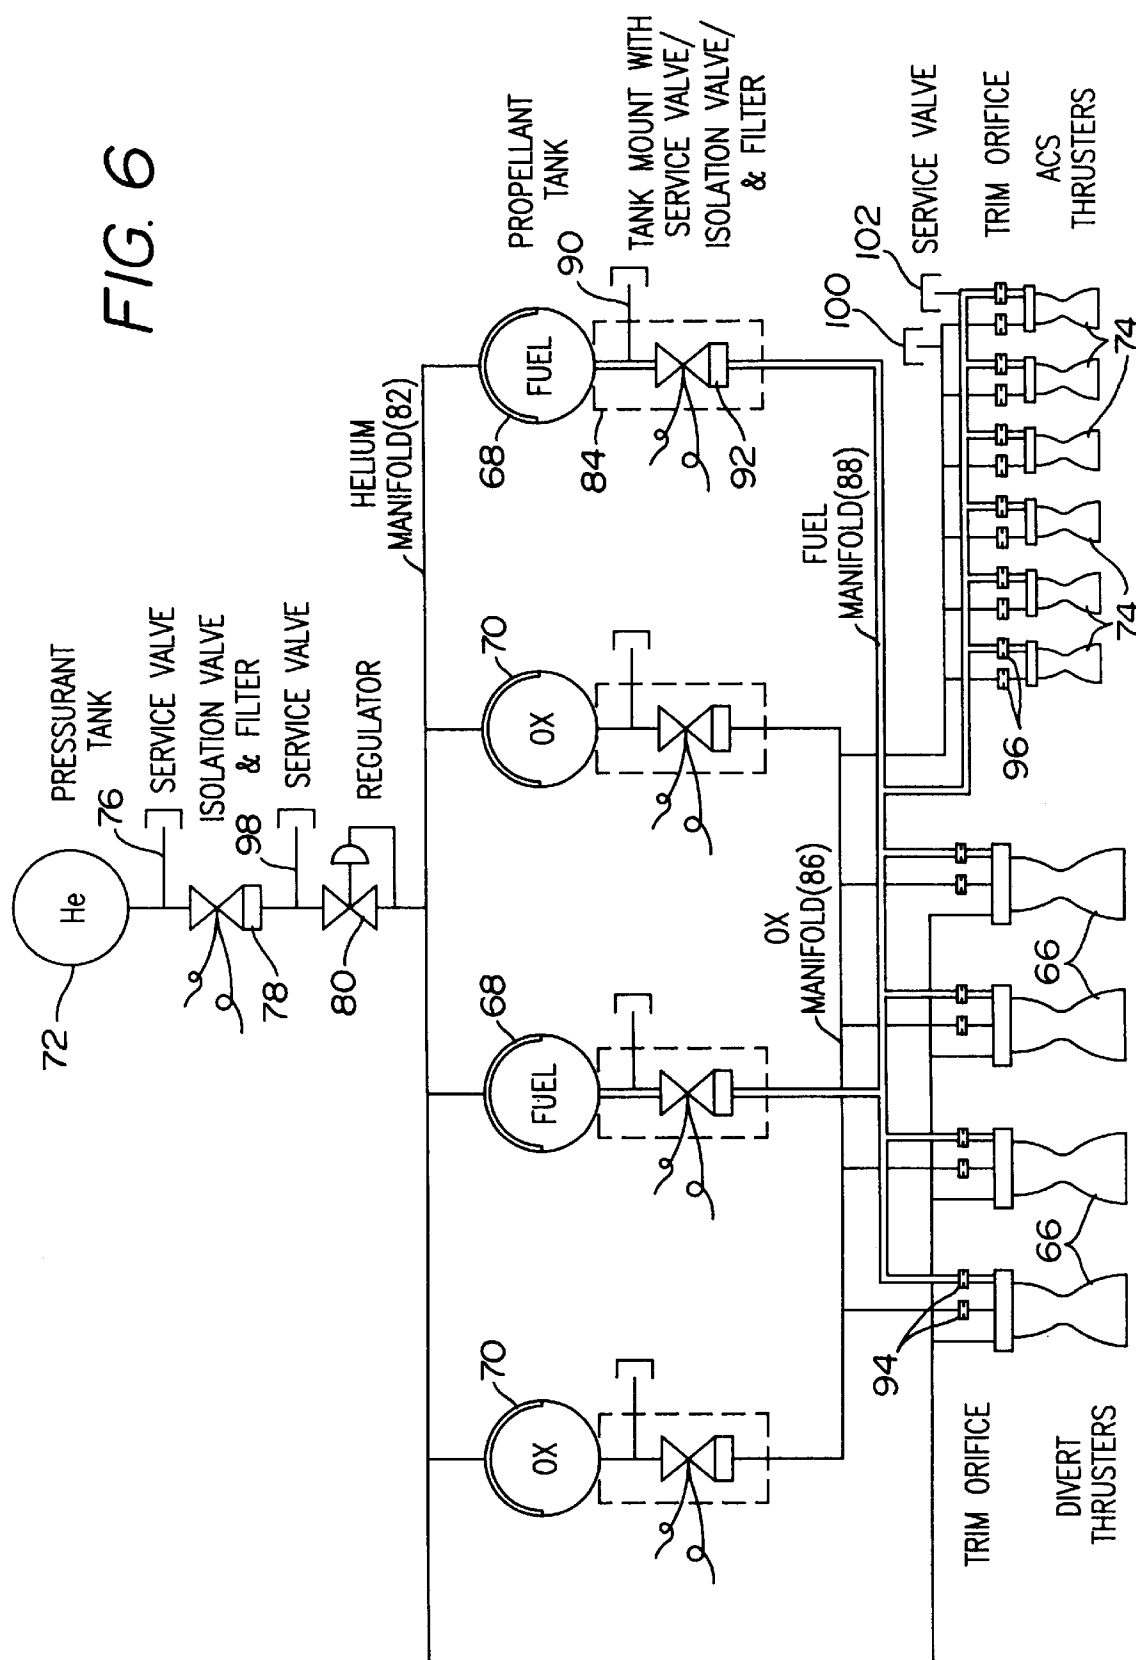 FIG. 6
PRESSURANT
TANK
He
72
76
SERVICE VALVE
ISOLATION VALVE
& FILTER
78
98
SERVICE VALVE
80
REGULATOR
HELIUM
MANIFOLD(82)
70
OX
68
FUEL
70
OX
68
FUEL
PROPELLANT
TANK
84
90
92
TANK MOUNT WITH
SERVICE VALVE/
ISOLATION VALVE/
& FILTER
OX
MANIFOLD(86)
FUEL
MANIFOLD(88)
100
102
SERVICE VALVE
TRIM ORIFICE
94
96
TRIM ORIFICE
DIVERT
THRUSTERS
66
66
74
74
74
74
ACS
THRUSTERS